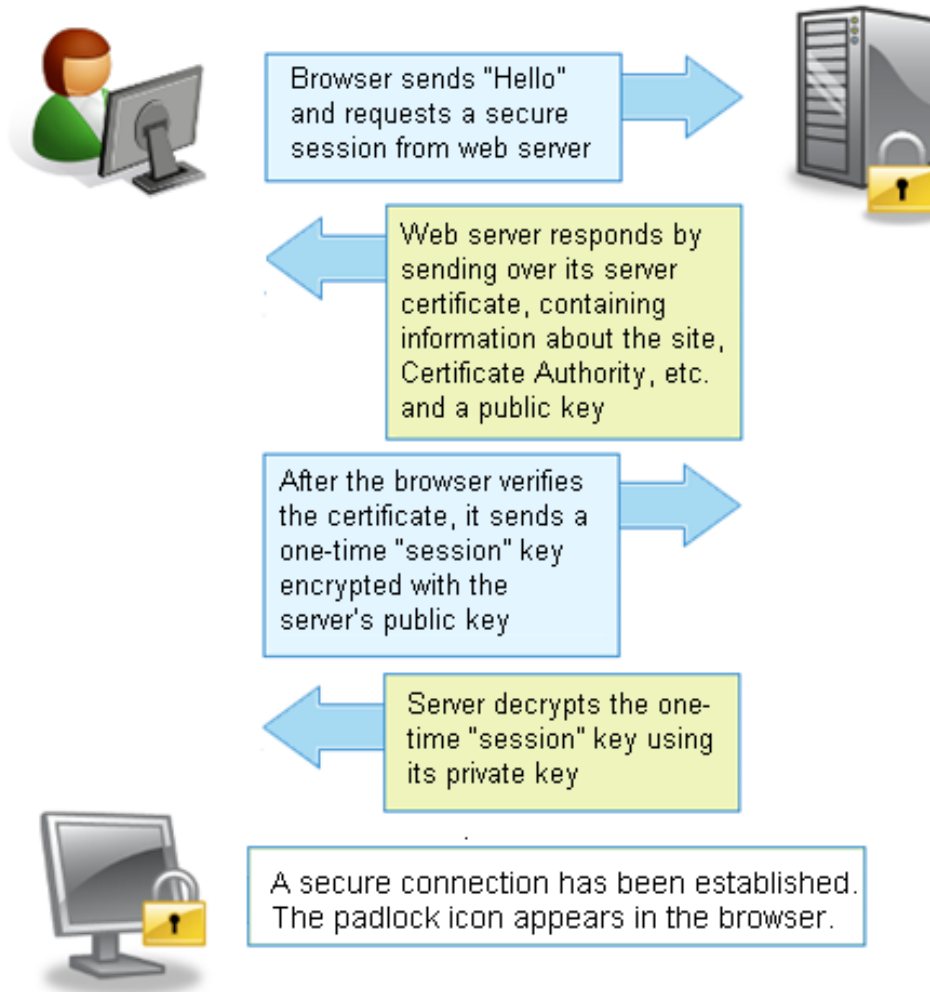 Browser sends "Hello"
and requests a secure
session from web server
Web server responds by
sending over its server
certificate, containing
information about the site,
Certificate Authority, etc.
and a public key
After the browser verifies
the certificate, it sends a
one-time "session" key
encrypted with the
server's public key
Server decrypts the one-
time "session" key using
its private key
A secure connection has been established.
The padlock icon appears in the browser.